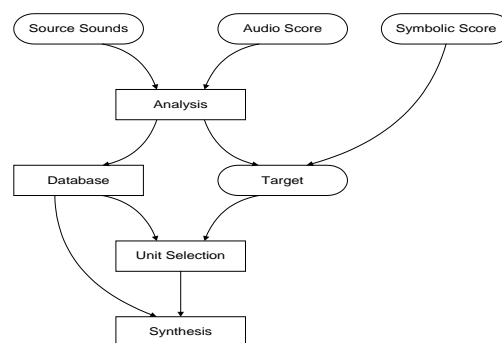 Source Sounds
Audio Score
Symbolic Score
Analysis
Database
Target
Unit Selection
Synthesis